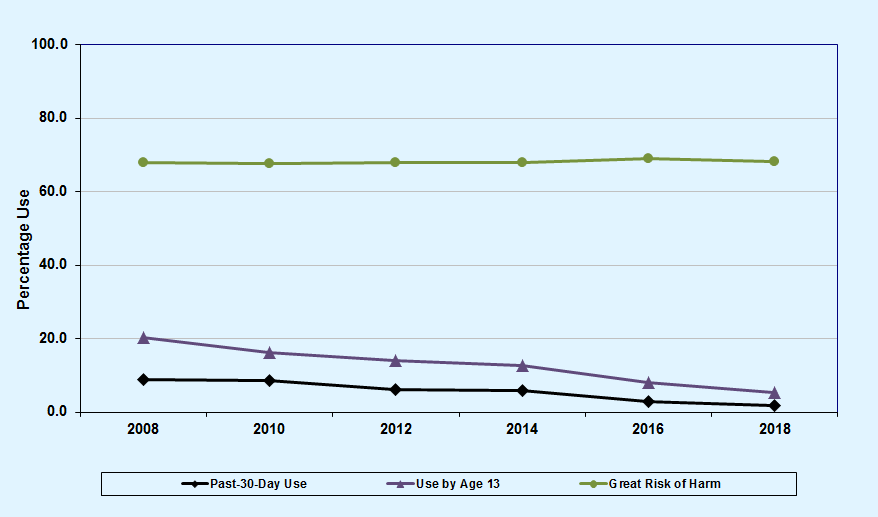 100.0
80.0
60.0
40.0
20.0
0.0
Percentage Use
2008 2010 2012 2014 2016 2018
Past-30-Day Use Use by Age 13 Great Risk of Harm